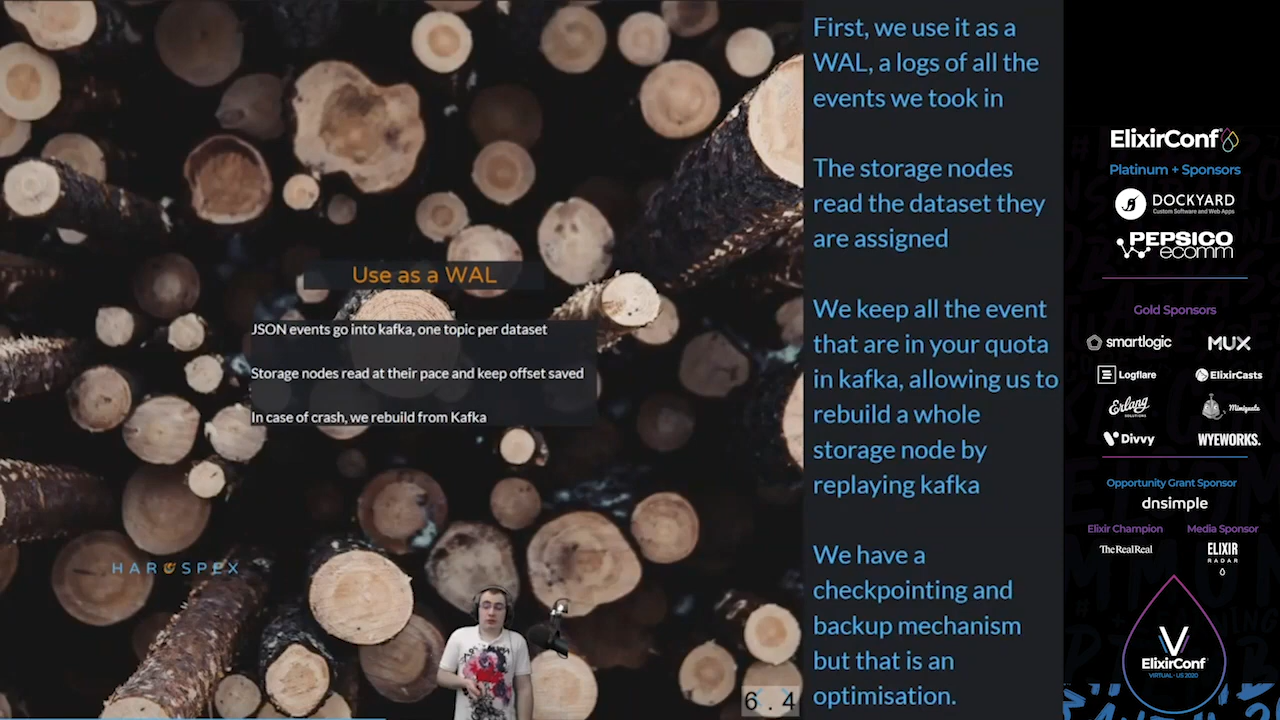 Use as a WAL
JSON events go into kafka, one topic per dataset
Storage nodes read at their pace and keep offset saved
In case of crash, we rebuild from Kafka
HARUSPEX
6.4
First, we use it as a
WAL, a logs of all the
events we took in
The storage nodes
read the dataset they
are assigned
We keep all the event
that are in your quota
in kafka, allowing us to
rebuild a whole
storage node by
replaying kafka
We have a
checkpointing and
backup mechanism
but that is an
optimisation.
ElixirConf
Platinum + Sponsors
DOCKYARD
Custom Software and Web Apps
PEPSICO
ecomm
Gold Sponsors
smartlogic
MUX
Logflare
ElixirCasts
Erlang
SOLUTIONS
Miniquote
Divvy
WYEWORKS.
Opportunity Grant Sponsor
dnsimple
Elixir Champion
Media Sponsor
TheRealReal
ELIXIR
RADAR
ElixirConf
VIRTUAL · US 2020